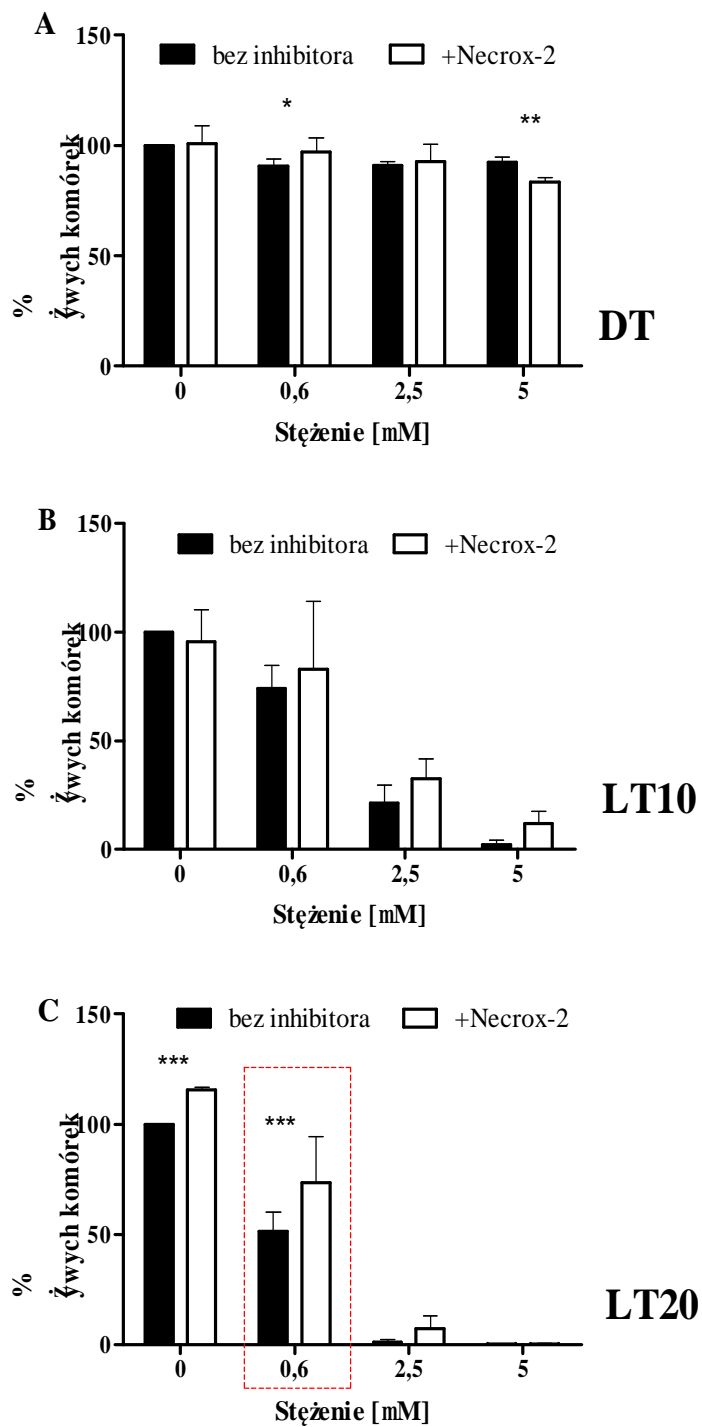 A
150
bez inhibitora
+Necrox-2
*
**
100
50
0
%
żywych komórek
0
0,6
2,5
5
Stężenie [mM]
DT
B
150
bez inhibitora
+Necrox-2
100
50
0
%
żywych komórek
0
0,6
2,5
5
Stężenie [mM]
LT10
C
150
bez inhibitora
+Necrox-2
***
***
100
50
0
%
żywych komórek
0
0,6
2,5
5
Stężenie [mM]
LT20